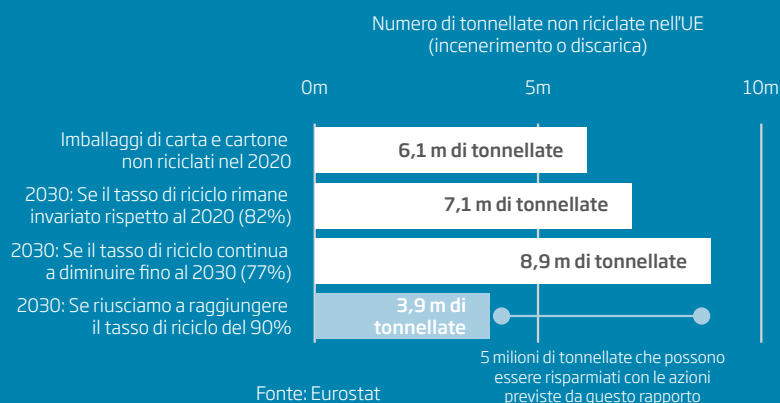 Numero di tonnellate non riciclate nell'UE
(incenerimento o discarica)
0m 5m 10m
Imballaggi di carta e cartone
non riciclati nel 2020
6,1 m di tonnellate
2030: Se il tasso di riciclo rimane
invariato rispetto al 2020 (82%)
7,1 m di tonnellate
2030: Se il tasso di riciclo continua
a diminuire fino al 2030 (77%)
8,9 m di tonnellate
2030: Se riusciamo a raggiungere
il tasso di riciclo del 90%
3,9 m di
tonnellate
5 milioni di tonnellate che possono
essere risparmiati con le azioni
previste da questo rapporto
Fonte: Eurostat